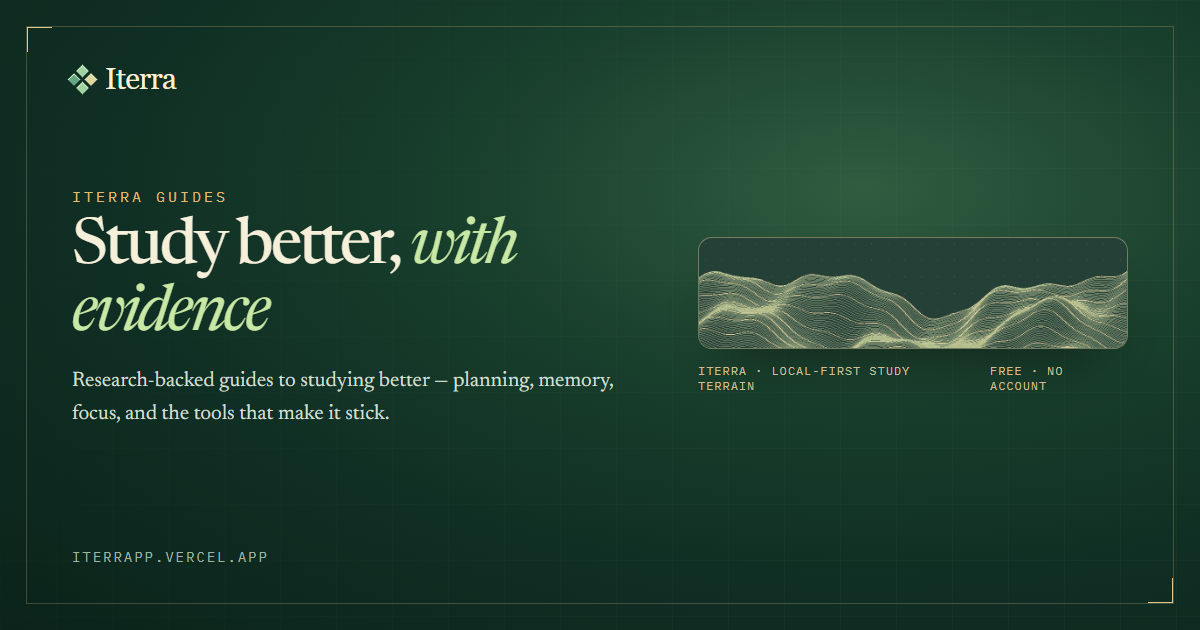 Iterra
ITERRA GUIDES
Study better, with
evidence
Research-backed guides to studying better — planning, memory,
focus, and the tools that make it stick.
ITERRA · LOCAL-FIRST STUDY
TERRAIN
FREE · NO
ACCOUNT
ITERRAPP.VERCEL.APP